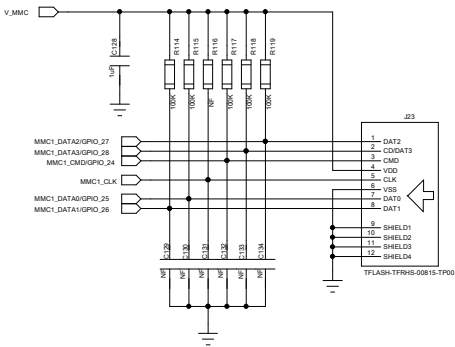 V_MMC
C128
1uF
R114
R115
R116
R117
R118
R119
100K
100K
NF
100K
100K
100K
J23
MMC1_DATA2/GPIO_27
MMC1_DATA3/GPIO_28
MMC1_CMD/GPIO_24
MMC1_CLK
MMC1_DATA0/GPIO_25
MMC1_DATA1/GPIO_26
1 DAT2
2 CD/DAT3
3 CMD
4 VDD
5 CLK
6 VSS
7 DAT0
8 DAT1
9 SHIELD1
10 SHIELD2
11 SHIELD3
12 SHIELD4
TFLASH-TFRHS-00815-TP00
C129
C130
C131
C132
C133
C134
NF
NF
NF
NF
NF
NF